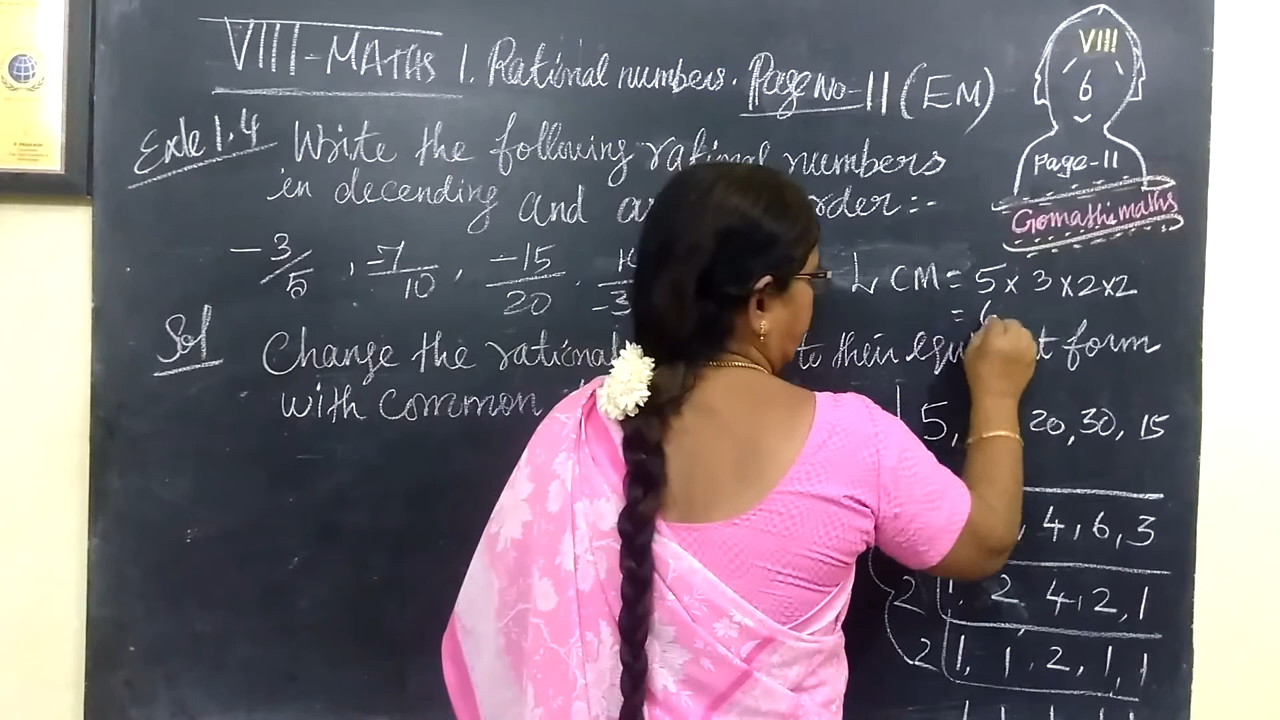 VIII-MATHS 1. Rational numbers. Page No-11 (EM)
VIII
6
Page-11
Gomathi maths
Exle 1.4 Write the following rational numbers
in decending and order:-
-3/5, -7/10, -15/20,
LCM = 5 x 3 x 2 x 2
= 6
Sol Change the rational their form
with common
5, 20, 30, 15
, 4, 6, 3
2 1, 2 4, 2, 1
2 1, 1, 2, 1, 1